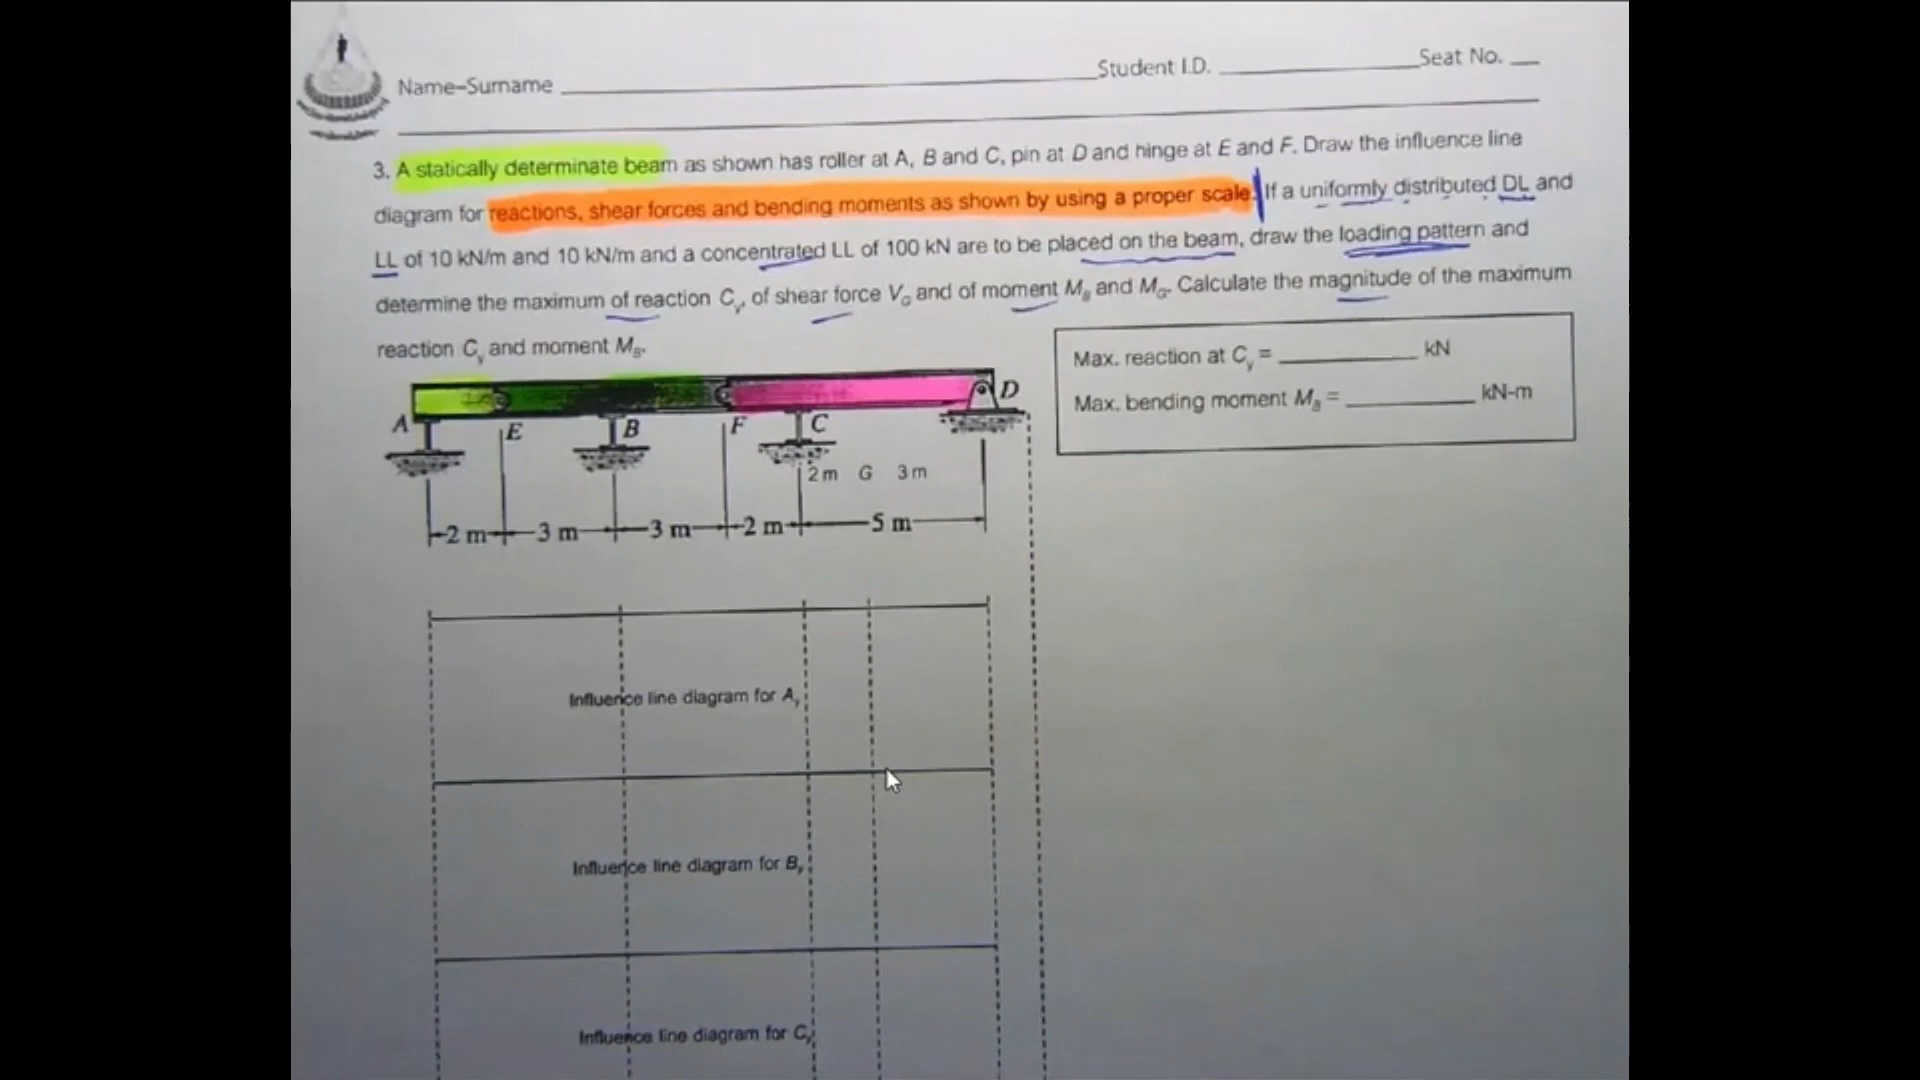 Name–Surname Student I.D. Seat No.
3. A statically determinate beam as shown has roller at A, B and C, pin at D and hinge at E and F. Draw the influence line
diagram for reactions, shear forces and bending moments as shown by using a proper scale. If a uniformly distributed DL and
LL of 10 kN/m and 10 kN/m and a concentrated LL of 100 kN are to be placed on the beam, draw the loading pattern and
determine the maximum of reaction Cy, of shear force VG and of moment MB and MG. Calculate the magnitude of the maximum
reaction Cy and moment MB.
Max. reaction at Cy = kN
Max. bending moment MB = kN-m
D
A E B F C
2 m G 3 m
2 m 3 m 3 m 2 m 5 m
Influence line diagram for Ay
Influence line diagram for By
Influence line diagram for Cy